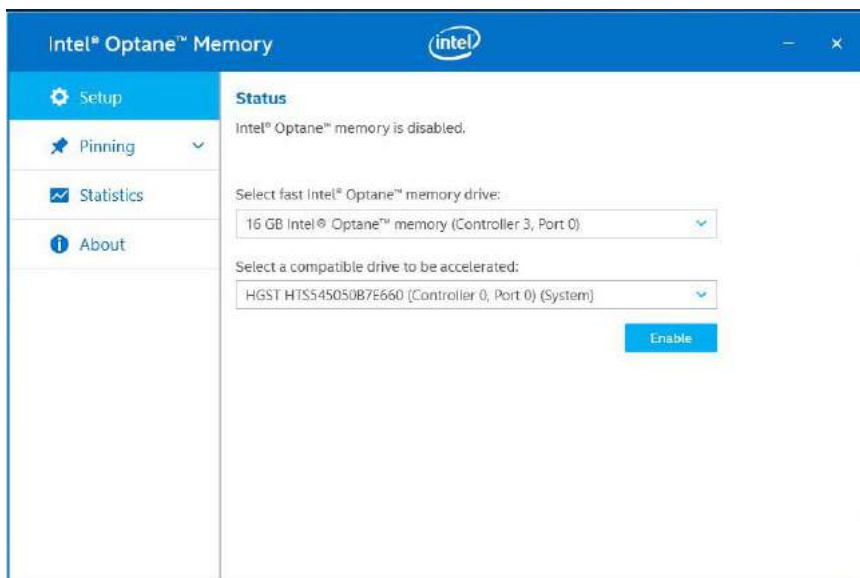 Intel® Optane™ Memory
intel
Setup
Pinning
Statistics
About
Status
Intel® Optane™ memory is disabled.
Select fast Intel® Optane™ memory drive:
16 GB Intel® Optane™ memory (Controller 3, Port 0)
Select a compatible drive to be accelerated:
HGST HTS545050B7E660 (Controller 0, Port 0) (System)
Enable